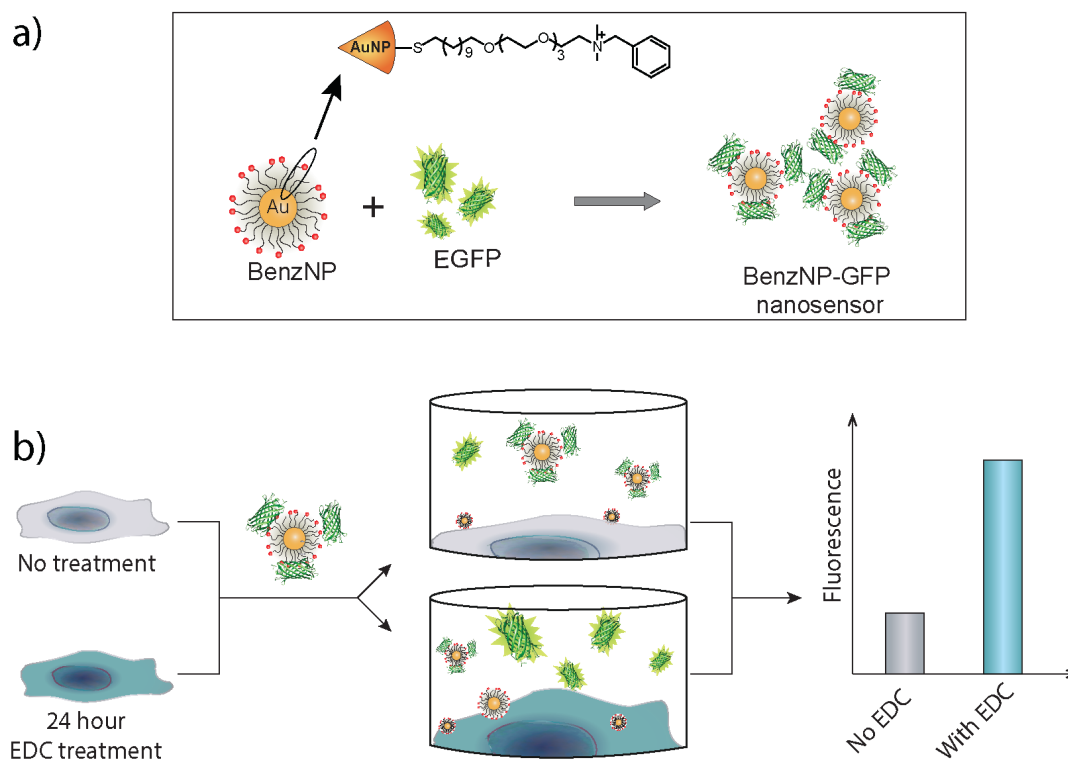 a)
AuNP
S
9
O
O
3
N
+
Au
+
BenzNP
EGFP
BenzNP-GFP
nanosensor
b)
No treatment
24 hour
EDC treatment
Fluorescence
No EDC
With EDC